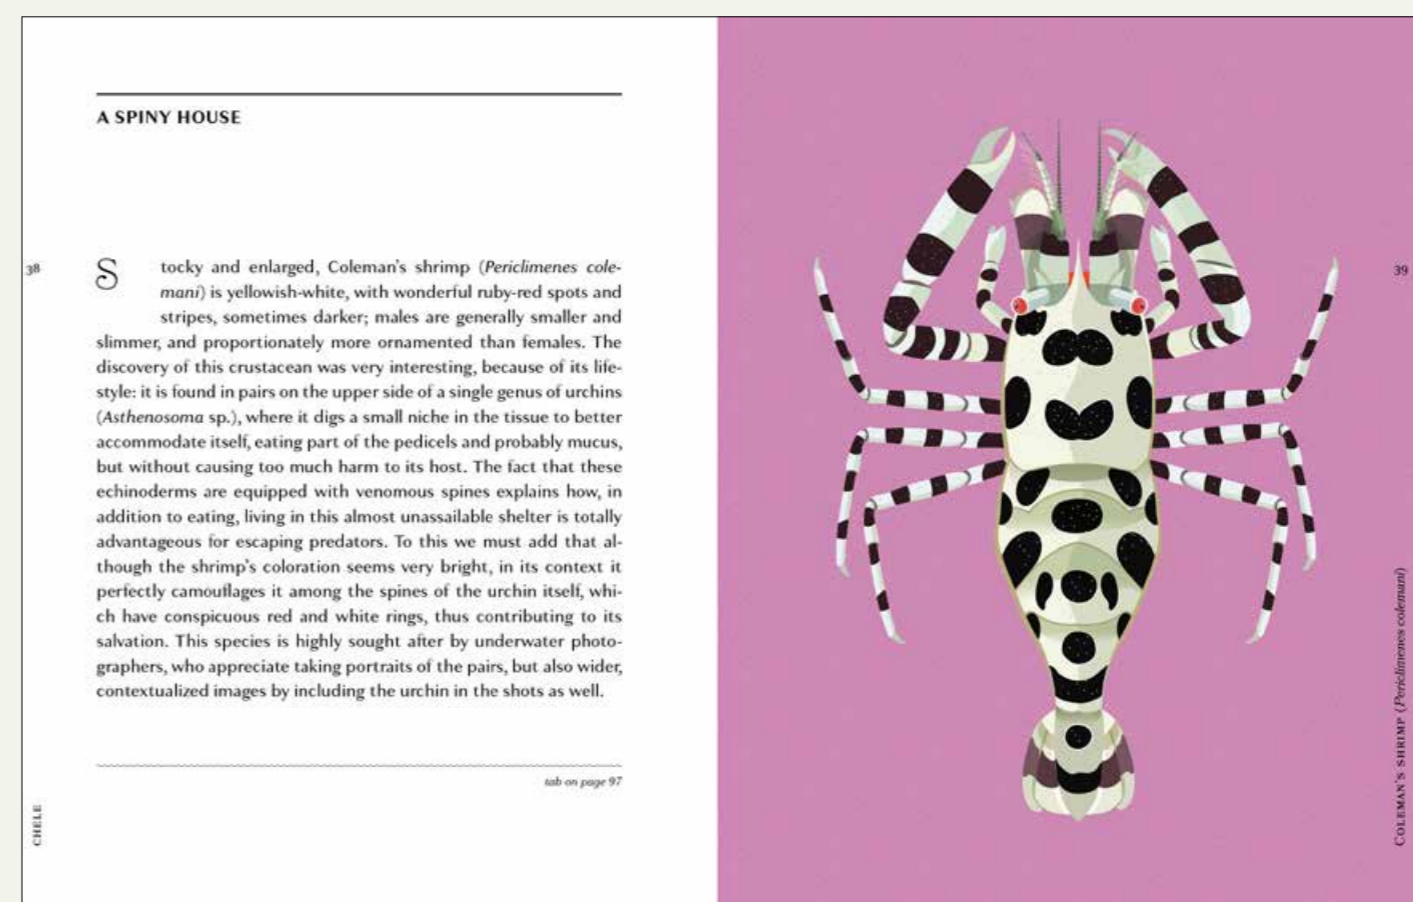 A SPINY HOUSE
38
Stocky and enlarged, Coleman's shrimp (Periclimenes cole-
mani) is yellowish-white, with wonderful ruby-red spots and
stripes, sometimes darker; males are generally smaller and
slimmer, and proportionately more ornamented than females. The
discovery of this crustacean was very interesting, because of its life-
style: it is found in pairs on the upper side of a single genus of urchins
(Asthenosoma sp.), where it digs a small niche in the tissue to better
accommodate itself, eating part of the pedicels and probably mucus,
but without causing too much harm to its host. The fact that these
echinoderms are equipped with venomous spines explains how, in
addition to eating, living in this almost unassailable shelter is totally
advantageous for escaping predators. To this we must add that al-
though the shrimp's coloration seems very bright, in its context it
perfectly camouflages it among the spines of the urchin itself, whi-
ch have conspicuous red and white rings, thus contributing to its
salvation. This species is highly sought after by underwater photo-
graphers, who appreciate taking portraits of the pairs, but also wider,
contextualized images by including the urchin in the shots as well.
tab on page 97
CHELE
39
COLEMAN'S SHRIMP (Periclimenes colemani)